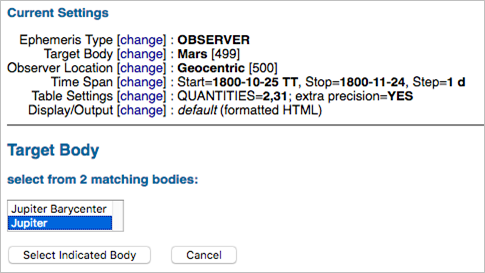 Current Settings
Ephemeris Type [change] : OBSERVER
Target Body [change] : Mars [499]
Observer Location [change] : Geocentric [500]
Time Span [change] : Start=1800-10-25 TT, Stop=1800-11-24, Step=1 d
Table Settings [change] : QUANTITIES=2,31; extra precision=YES
Display/Output [change] : default (formatted HTML)
Target Body
select from 2 matching bodies:
Jupiter Barycenter
Jupiter
Select Indicated Body Cancel